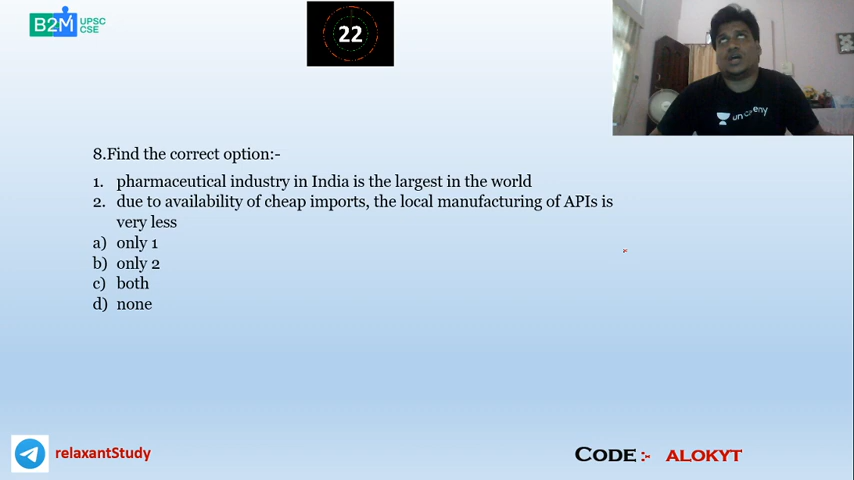 B2M UPSC
CSE
22
unacademy
8.Find the correct option:-
1. pharmaceutical industry in India is the largest in the world
2. due to availability of cheap imports, the local manufacturing of APIs is
very less
a) only 1
b) only 2
c) both
d) none
relaxantStudy
CODE :- ALOKYT